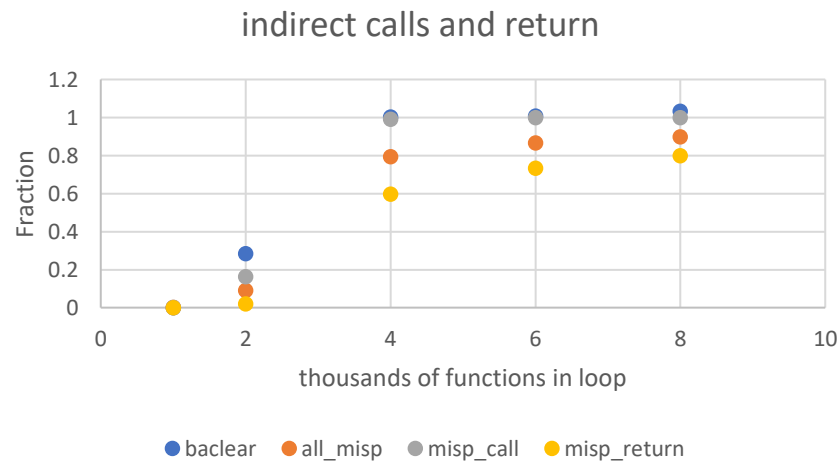 indirect calls and return
1.2
1
0.8
0.6
0.4
0.2
0
Fraction
0 2 4 6 8 10
thousands of functions in loop
baclear all_misp misp_call misp_return